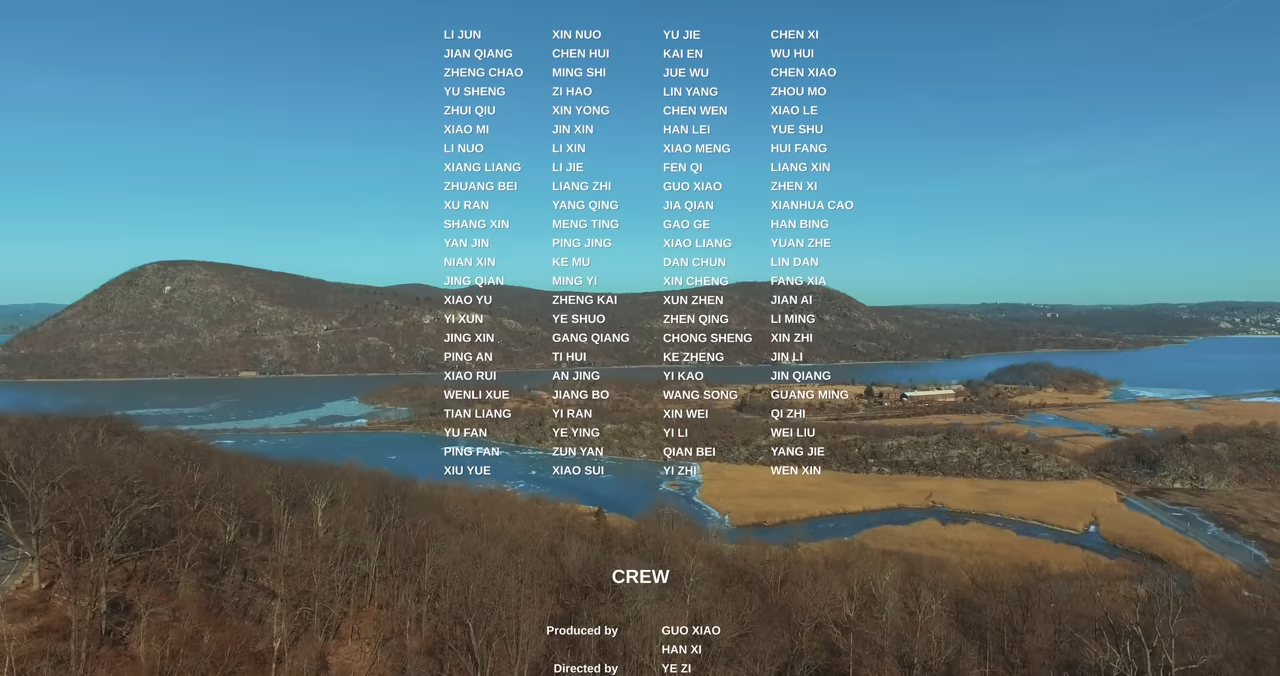 LI JUN XIN NUO YU JIE CHEN XI
JIAN QIANG CHEN HUI KAI EN WU HUI
ZHENG CHAO MING SHI JUE WU CHEN XIAO
YU SHENG ZI HAO LIN YANG ZHOU MO
ZHUI QIU XIN YONG CHEN WEN XIAO LE
XIAO MI JIN XIN HAN LEI YUE SHU
LI NUO LI XIN XIAO MENG HUI FANG
XIANG LIANG LI JIE FEN QI LIANG XIN
ZHUANG BEI LIANG ZHI GUO XIAO ZHEN XI
XU RAN YANG QING JIA QIAN XIANHUA CAO
SHANG XIN MENG TING GAO GE HAN BING
YAN JIN PING JING XIAO LIANG YUAN ZHE
NIAN XIN KE MU DAN CHUN LIN DAN
JING QIAN MING YI XIN CHENG FANG XIA
XIAO YU ZHENG KAI XUN ZHEN JIAN AI
YI XUN YE SHUO ZHEN QING LI MING
JING XIN GANG QIANG CHONG SHENG XIN ZHI
PING AN TI HUI KE ZHENG JIN LI
XIAO RUI AN JING YI KAO JIN QIANG
WENLI XUE JIANG BO WANG SONG GUANG MING
TIAN LIANG YI RAN XIN WEI QI ZHI
YU FAN YE YING YI LI WEI LIU
PING FAN ZUN YAN QIAN BEI YANG JIE
XIU YUE XIAO SUI YI ZHI WEN XIN
CREW
Produced by GUO XIAO
HAN XI
Directed by YE ZI